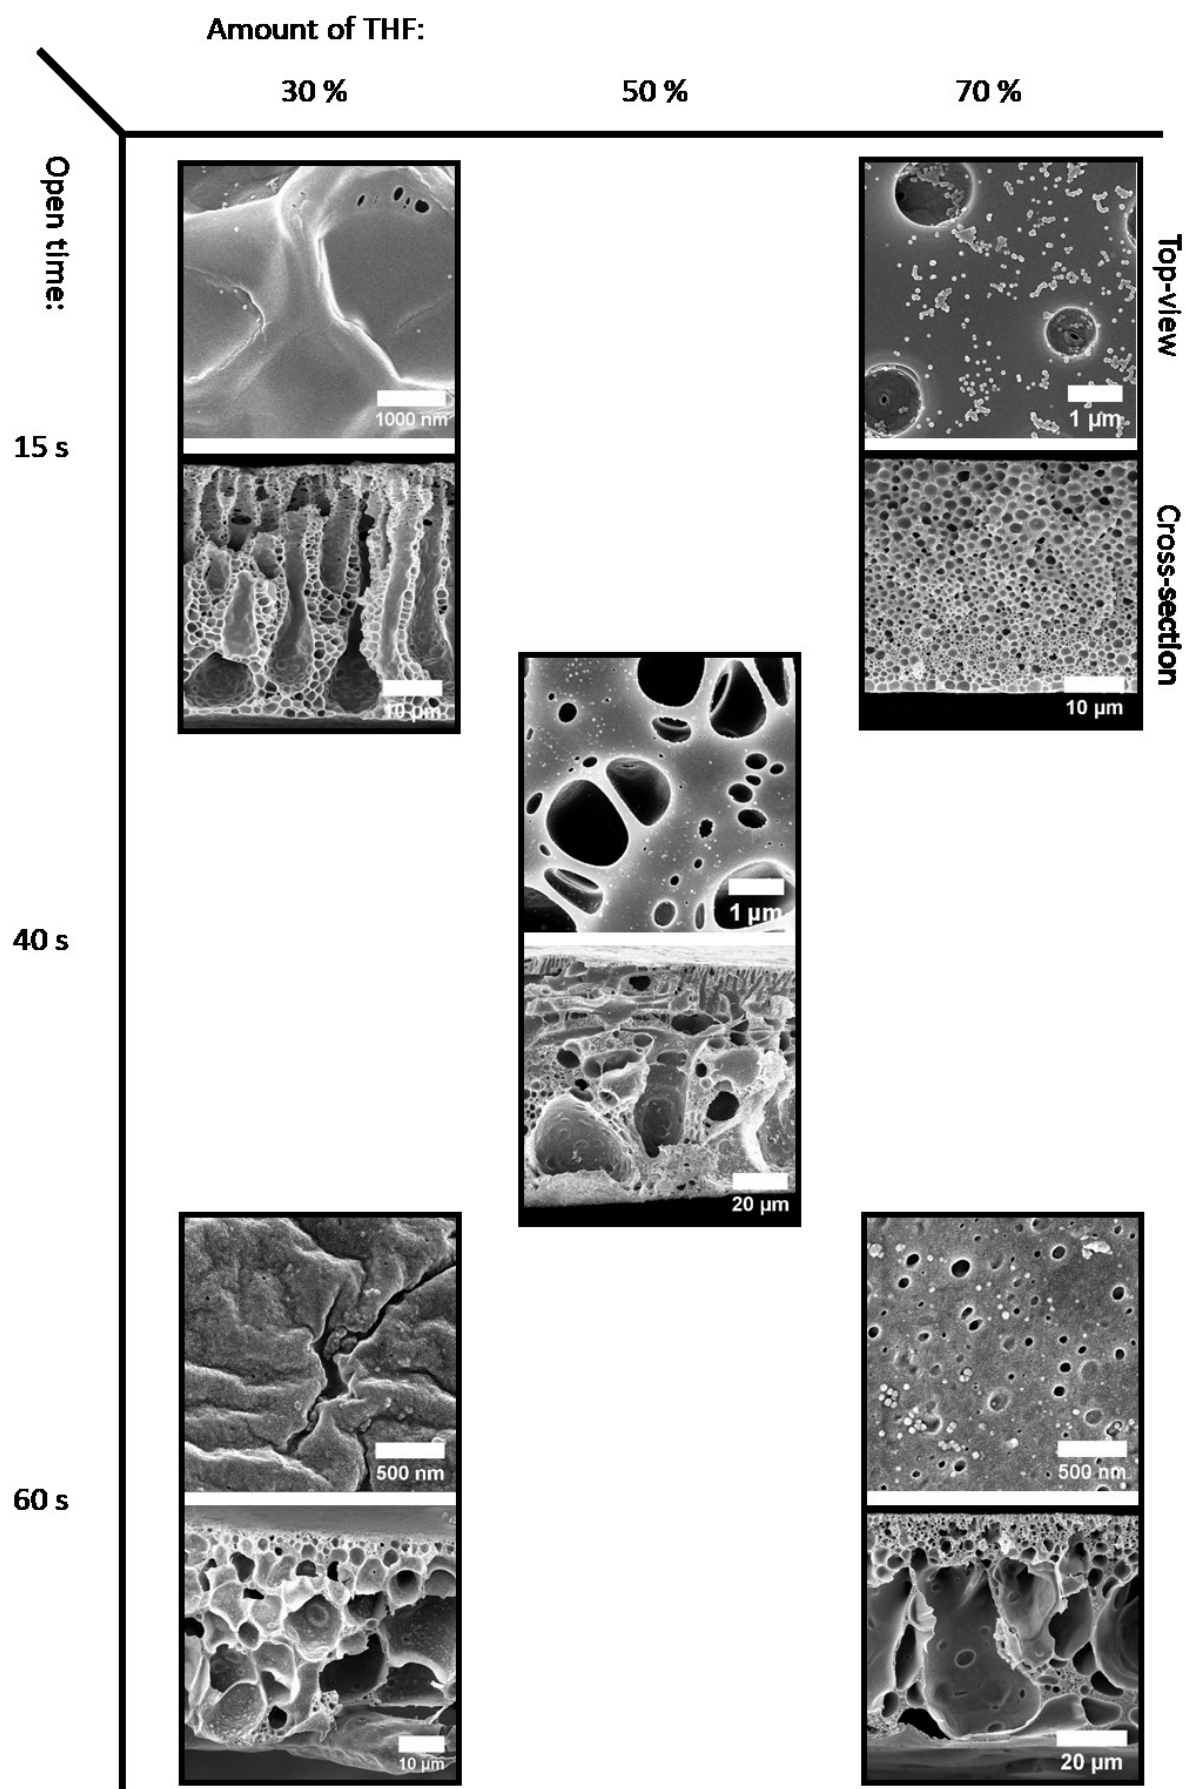 Amount of THF:
30 %
50 %
70 %
Open time:
Top-view
1000 nm
1 µm
15 s
Cross-section
10 µm
10 µm
1 µm
40 s
20 µm
500 nm
500 nm
60 s
10 µm
20 µm